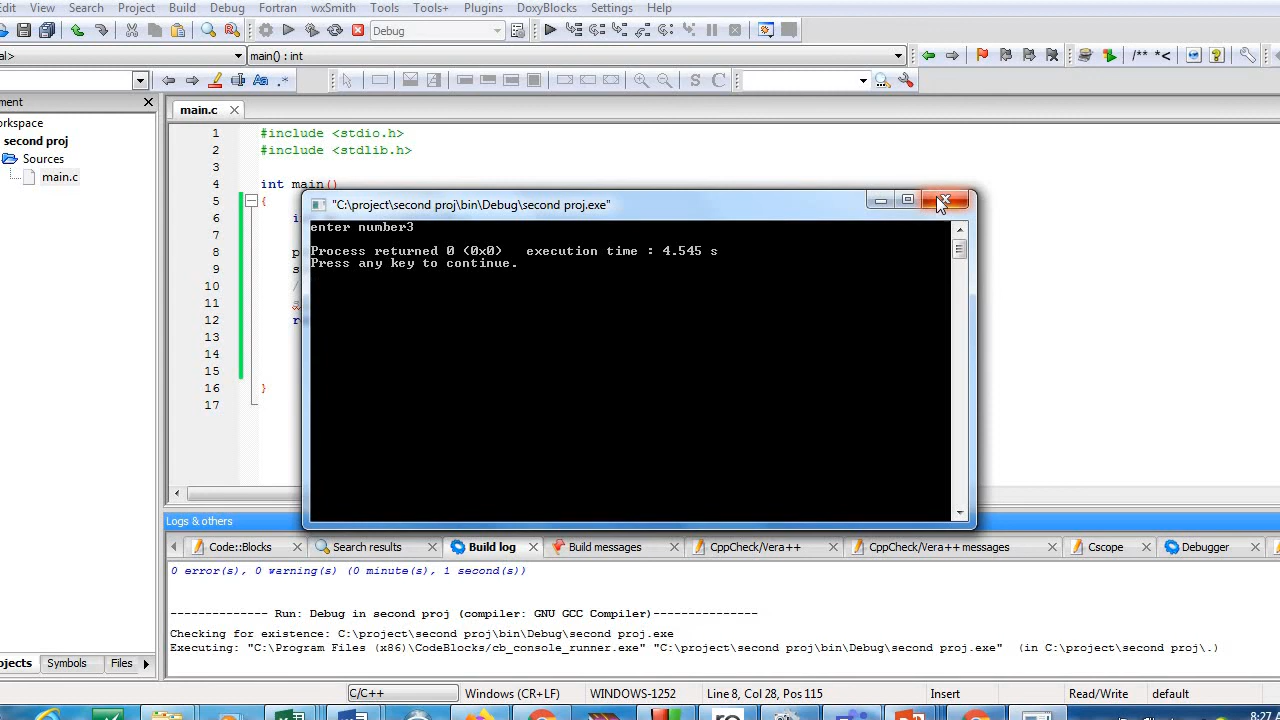 Edit View Search Project Build Debug Fortran wxSmith Tools Tools+ Plugins DoxyBlocks Settings Help
Debug
al> main() : int /** *<
Aa .* S C
ment
main.c
orkspace
second proj
Sources
main.c
1 #include <stdio.h>
2 #include <stdlib.h>
3
4 int main()
5 {
6 i
7
8 p
9 s
10 /
11
12 r
13
14
15
16 }
17
"C:\project\second proj\bin\Debug\second proj.exe"
enter number3
Process returned 0 (0x0) execution time : 4.545 s
Press any key to continue.
Logs & others
Code::Blocks Search results Build log Build messages CppCheck/Vera++ CppCheck/Vera++ messages Cscope Debugger
0 error(s), 0 warning(s) (0 minute(s), 1 second(s))
-------------- Run: Debug in second proj (compiler: GNU GCC Compiler)---------------
Checking for existence: C:\project\second proj\bin\Debug\second proj.exe
Executing: "C:\Program Files (x86)\CodeBlocks/cb_console_runner.exe" "C:\project\second proj\bin\Debug\second proj.exe" (in C:\project\second proj\.)
ojects Symbols Files
C/C++ Windows (CR+LF) WINDOWS-1252 Line 8, Col 28, Pos 115 Insert Read/Write default
8:27